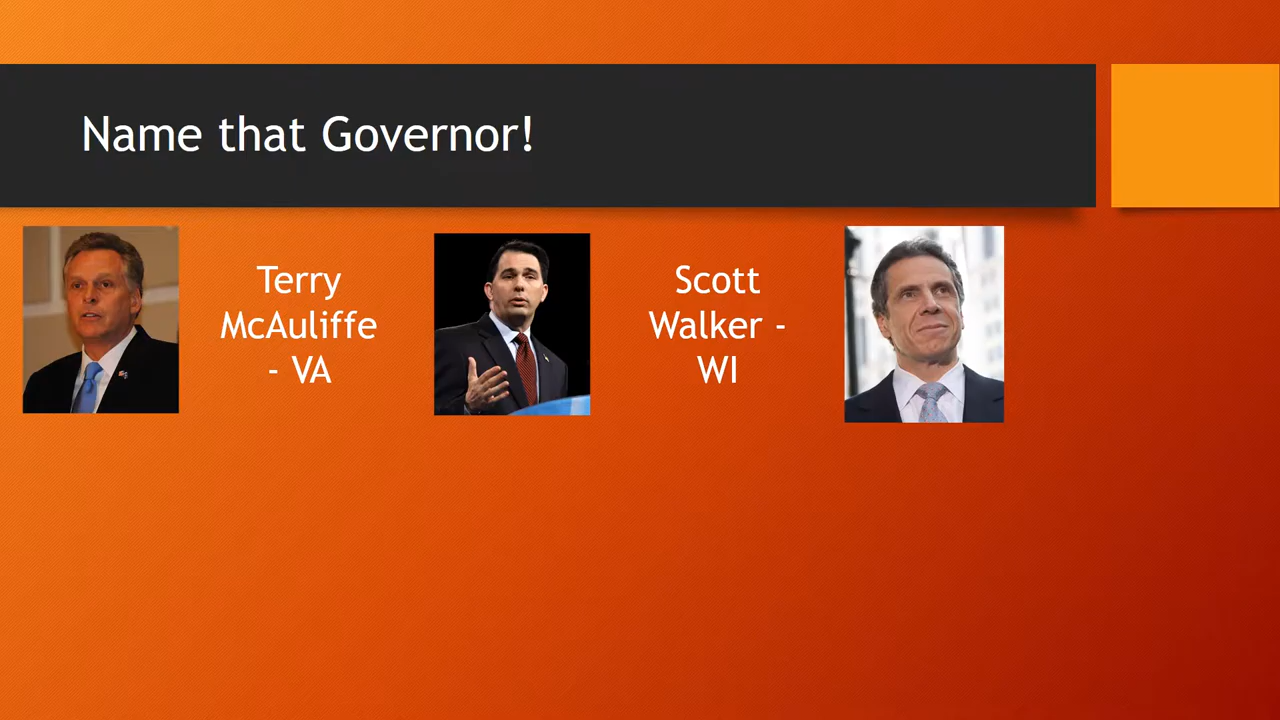 Name that Governor!
Terry
McAuliffe
- VA
Scott
Walker -
WI